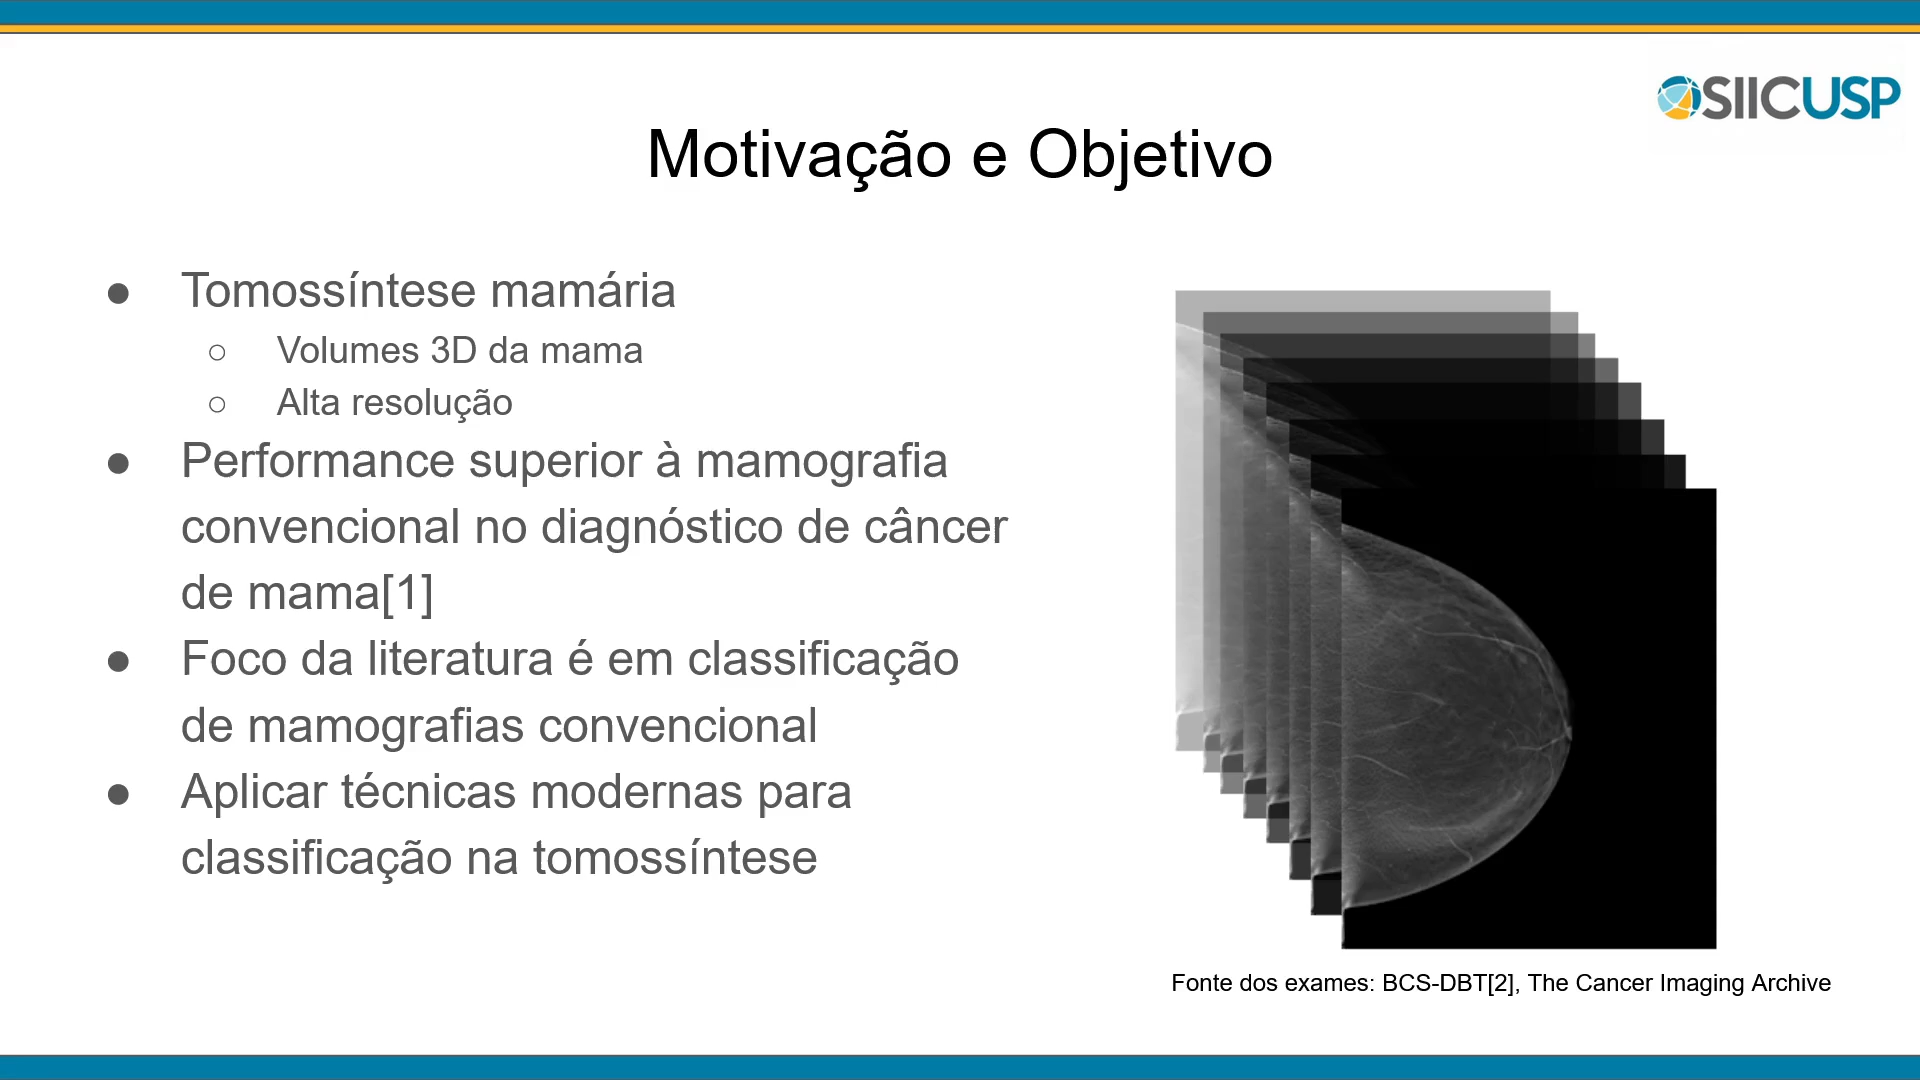 SIICUSP
Motivação e Objetivo
● Tomossíntese mamária
○ Volumes 3D da mama
○ Alta resolução
● Performance superior à mamografia
convencional no diagnóstico de câncer
de mama[1]
● Foco da literatura é em classificação
de mamografias convencional
● Aplicar técnicas modernas para
classificação na tomossíntese
Fonte dos exames: BCS-DBT[2], The Cancer Imaging Archive